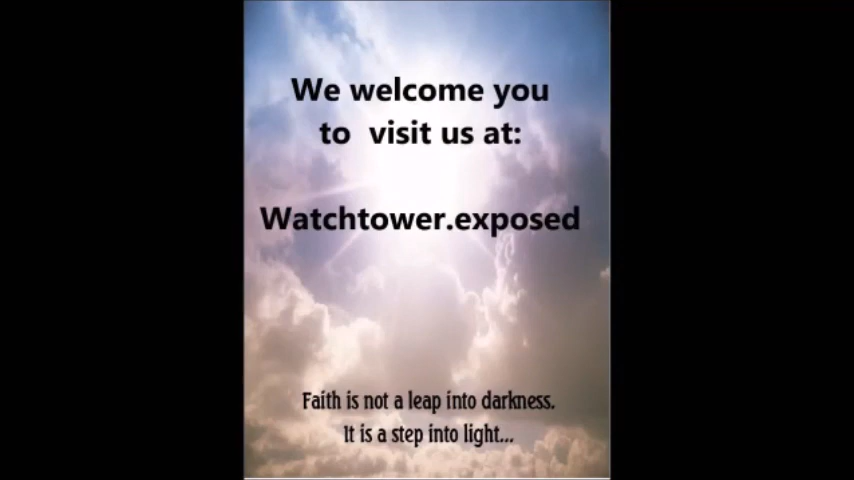 We welcome you
to visit us at:
Watchtower.exposed
Faith is not a leap into darkness.
It is a step into light...